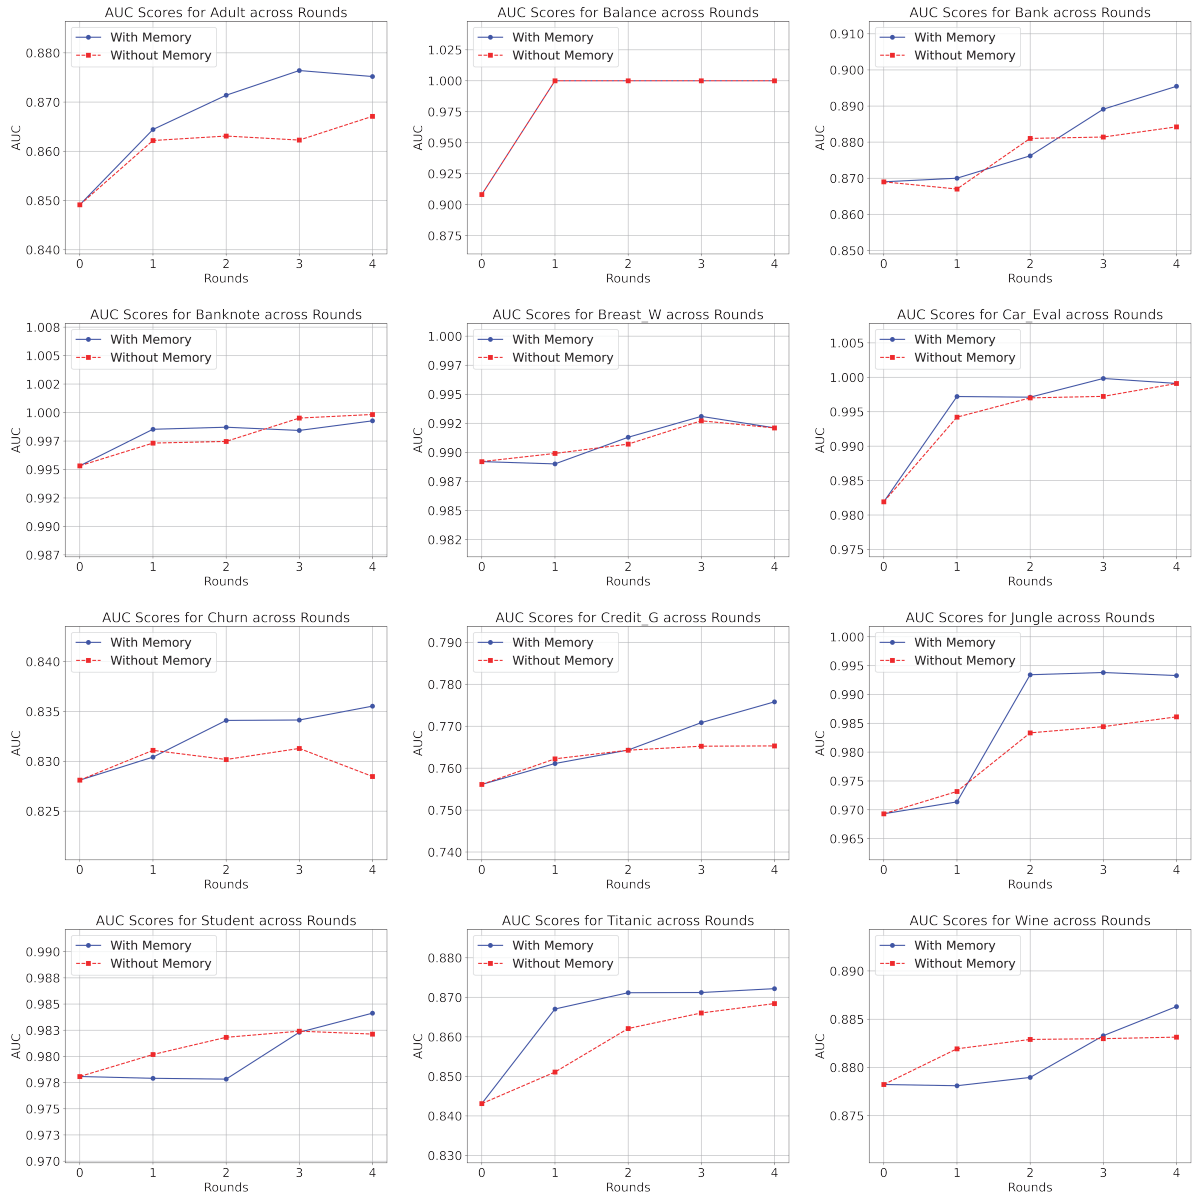 AUC Scores for Adult across Rounds
With Memory
Without Memory
0.880
0.870
0.860
0.850
0.840
AUC
0 1 2 3 4
Rounds
AUC Scores for Balance across Rounds
With Memory
Without Memory
1.025
1.000
0.975
0.950
0.925
0.900
0.875
AUC
0 1 2 3 4
Rounds
AUC Scores for Bank across Rounds
With Memory
Without Memory
0.910
0.900
0.890
0.880
0.870
0.860
0.850
AUC
0 1 2 3 4
Rounds
AUC Scores for Banknote across Rounds
With Memory
Without Memory
1.008
1.005
1.002
1.000
0.997
0.995
0.992
0.990
0.987
AUC
0 1 2 3 4
Rounds
AUC Scores for Breast_W across Rounds
With Memory
Without Memory
1.000
0.997
0.995
0.992
0.990
0.987
0.985
0.982
AUC
0 1 2 3 4
Rounds
AUC Scores for Car_Eval across Rounds
With Memory
Without Memory
1.005
1.000
0.995
0.990
0.985
0.980
0.975
AUC
0 1 2 3 4
Rounds
AUC Scores for Churn across Rounds
With Memory
Without Memory
0.840
0.835
0.830
0.825
AUC
0 1 2 3 4
Rounds
AUC Scores for Credit_G across Rounds
With Memory
Without Memory
0.790
0.780
0.770
0.760
0.750
0.740
AUC
0 1 2 3 4
Rounds
AUC Scores for Jungle across Rounds
With Memory
Without Memory
1.000
0.995
0.990
0.985
0.980
0.975
0.970
0.965
AUC
0 1 2 3 4
Rounds
AUC Scores for Student across Rounds
With Memory
Without Memory
0.990
0.988
0.985
0.983
0.980
0.978
0.975
0.973
0.970
AUC
0 1 2 3 4
Rounds
AUC Scores for Titanic across Rounds
With Memory
Without Memory
0.880
0.870
0.860
0.850
0.840
0.830
AUC
0 1 2 3 4
Rounds
AUC Scores for Wine across Rounds
With Memory
Without Memory
0.890
0.885
0.880
0.875
AUC
0 1 2 3 4
Rounds